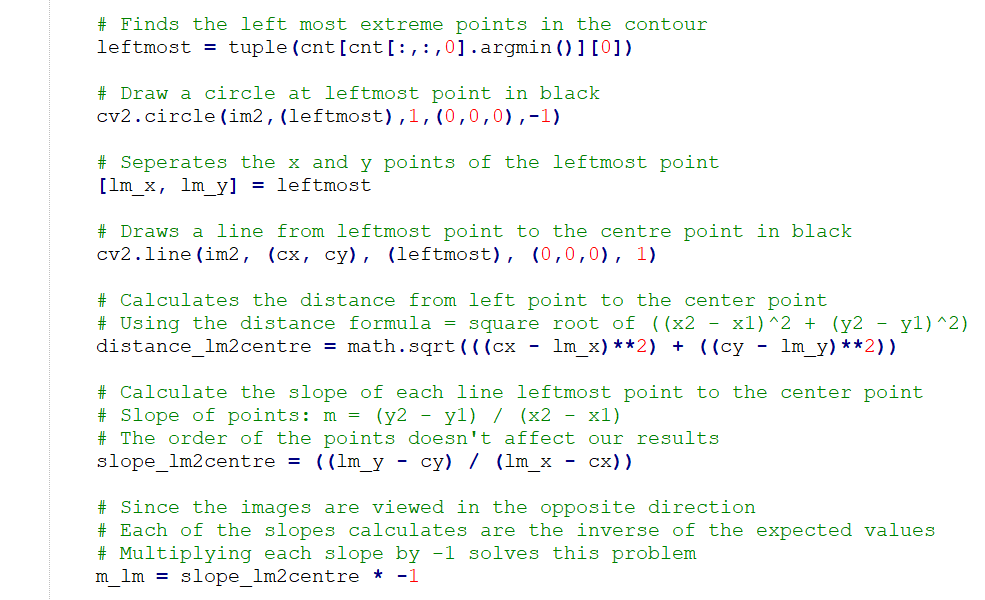 # Finds the left most extreme points in the contour
leftmost = tuple(cnt[cnt[:,:,0].argmin()][0])
# Draw a circle at leftmost point in black
cv2.circle(im2,(leftmost),1,(0,0,0),-1)
# Seperates the x and y points of the leftmost point
[lm_x, lm_y] = leftmost
# Draws a line from leftmost point to the centre point in black
cv2.line(im2, (cx, cy), (leftmost), (0,0,0), 1)
# Calculates the distance from left point to the center point
# Using the distance formula = square root of ((x2 - x1)^2 + (y2 - y1)^2)
distance_lm2centre = math.sqrt(((cx - lm_x)**2) + ((cy - lm_y)**2))
# Calculate the slope of each line leftmost point to the center point
# Slope of points: m = (y2 - y1) / (x2 - x1)
# The order of the points doesn't affect our results
slope_lm2centre = ((lm_y - cy) / (lm_x - cx))
# Since the images are viewed in the opposite direction
# Each of the slopes calculates are the inverse of the expected values
# Multiplying each slope by -1 solves this problem
m_lm = slope_lm2centre * -1